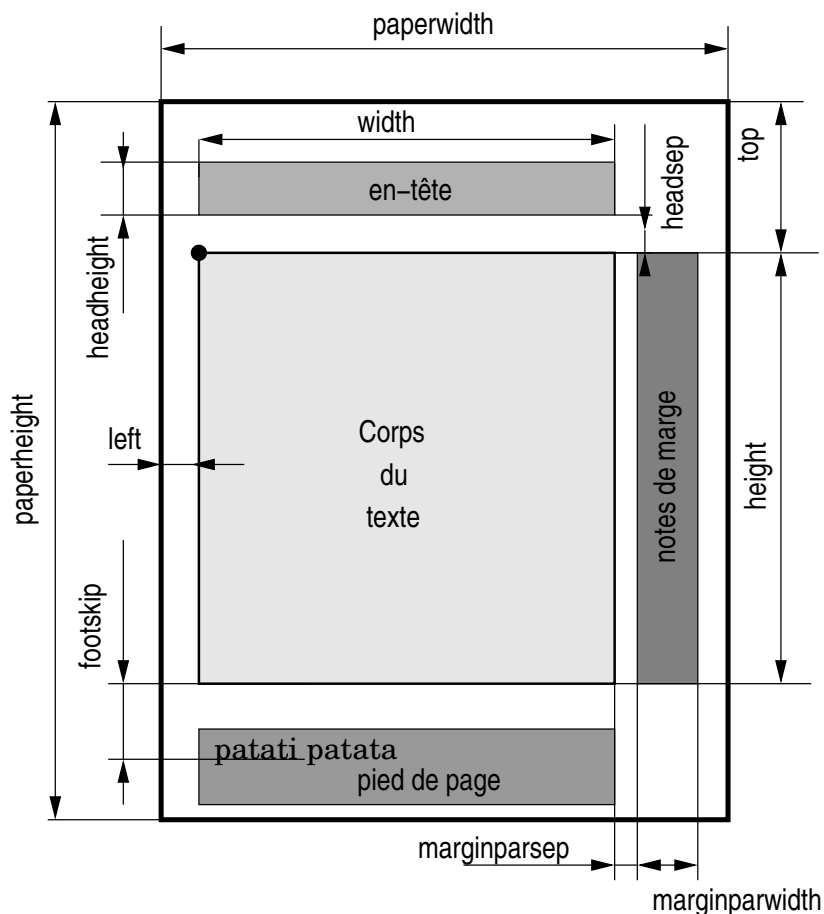 paperwidth
width
top
headsep
en−tête
headheight
paperheight
left
Corps
du
texte
notes de marge
height
footskip
patati patata
pied de page
marginparsep
marginparwidth